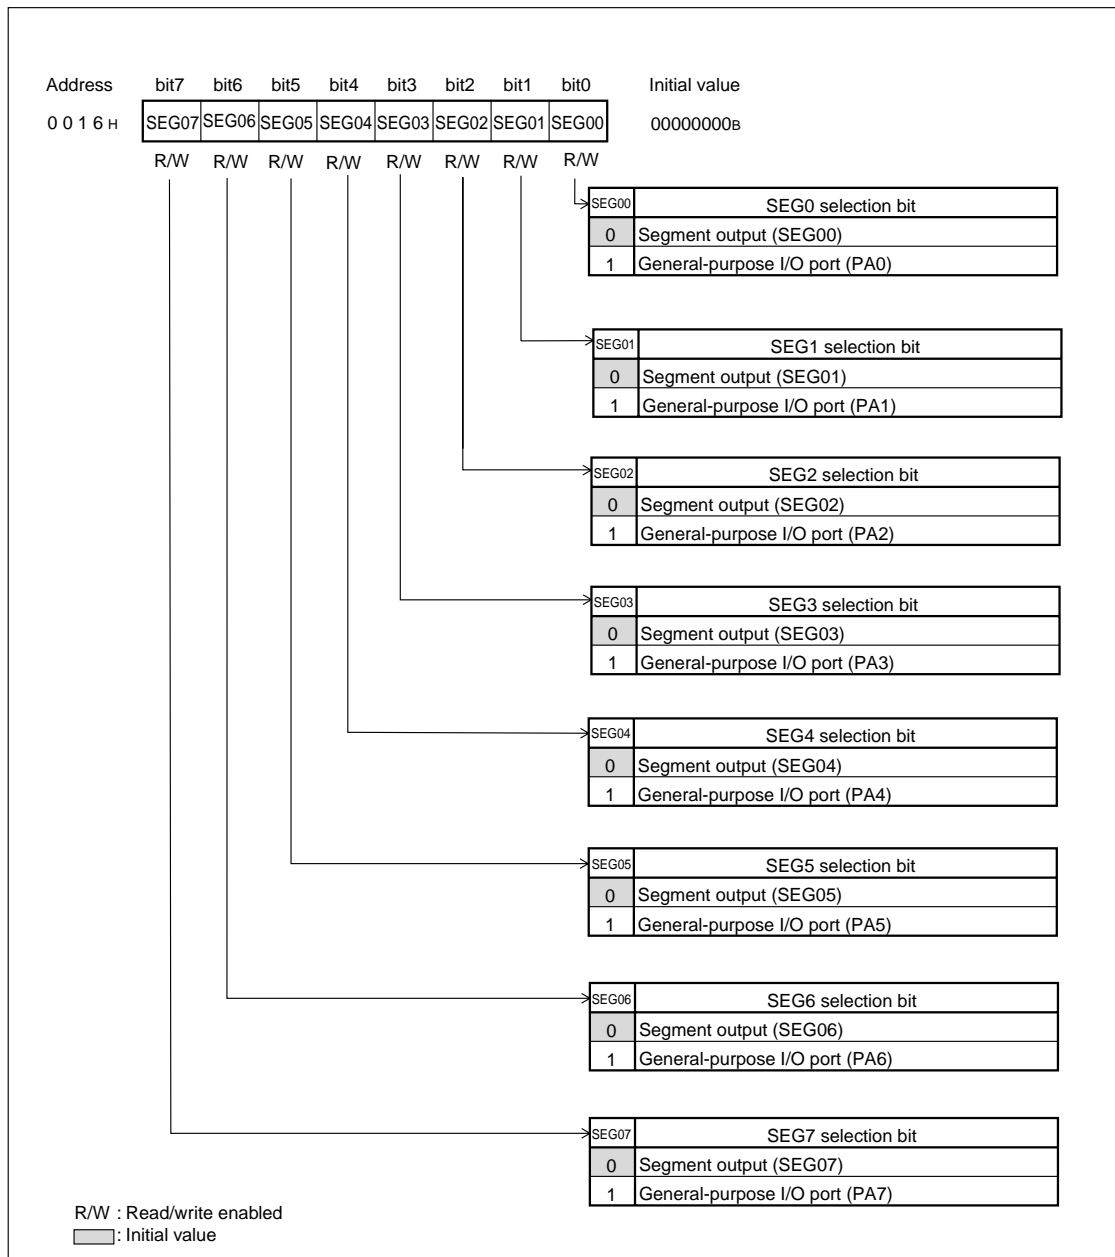 Address bit7 bit6 bit5 bit4 bit3 bit2 bit1 bit0 Initial value
0 0 1 6 H SEG07 SEG06 SEG05 SEG04 SEG03 SEG02 SEG01 SEG00 00000000B
R/W R/W R/W R/W R/W R/W R/W R/W
SEG00 SEG0 selection bit
0 Segment output (SEG00)
1 General-purpose I/O port (PA0)
SEG01 SEG1 selection bit
0 Segment output (SEG01)
1 General-purpose I/O port (PA1)
SEG02 SEG2 selection bit
0 Segment output (SEG02)
1 General-purpose I/O port (PA2)
SEG03 SEG3 selection bit
0 Segment output (SEG03)
1 General-purpose I/O port (PA3)
SEG04 SEG4 selection bit
0 Segment output (SEG04)
1 General-purpose I/O port (PA4)
SEG05 SEG5 selection bit
0 Segment output (SEG05)
1 General-purpose I/O port (PA5)
SEG06 SEG6 selection bit
0 Segment output (SEG06)
1 General-purpose I/O port (PA6)
SEG07 SEG7 selection bit
0 Segment output (SEG07)
1 General-purpose I/O port (PA7)
R/W : Read/write enabled
: Initial value